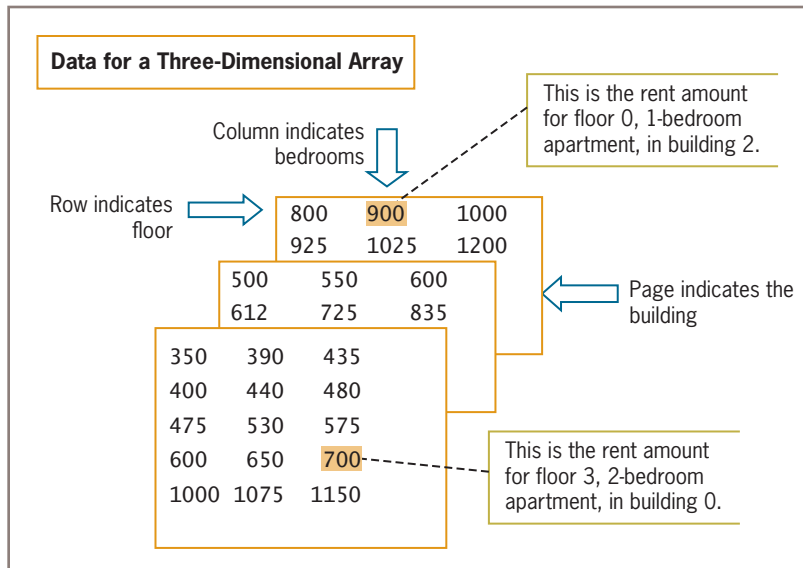 Data for a Three-Dimensional Array
This is the rent amount
for floor 0, 1-bedroom
apartment, in building 2.
Column indicates
bedrooms
Row indicates
floor
800 900 1000
925 1025 1200
500 550 600
612 725 835
Page indicates the
building
350 390 435
400 440 480
475 530 575
600 650 700
1000 1075 1150
This is the rent amount
for floor 3, 2-bedroom
apartment, in building 0.